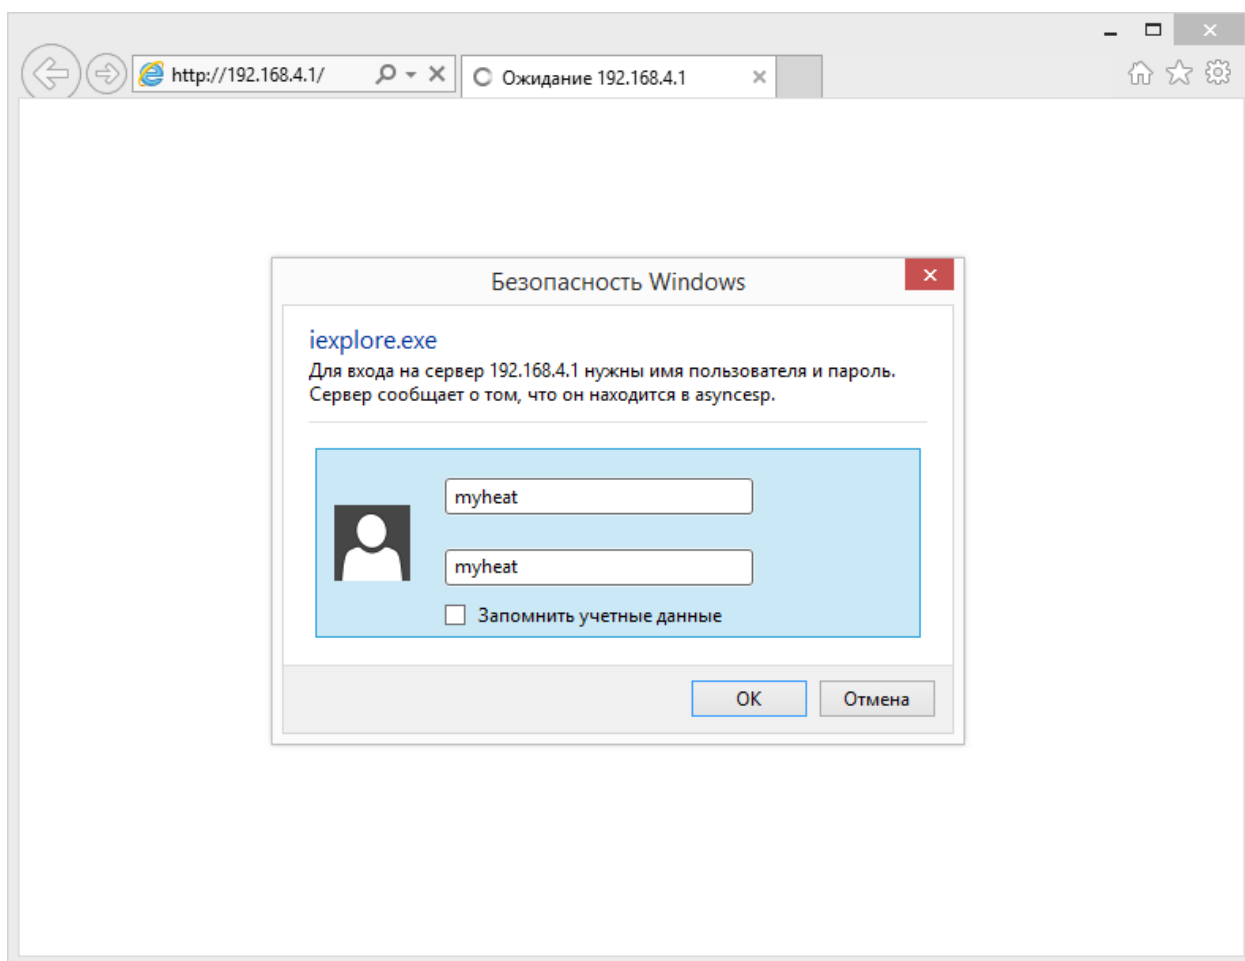 http://192.168.4.1/
Ожидание 192.168.4.1
Безопасность Windows
iexplore.exe
Для входа на сервер 192.168.4.1 нужны имя пользователя и пароль.
Сервер сообщает о том, что он находится в asyncesp.
myheat
myheat
Запомнить учетные данные
ОК
Отмена